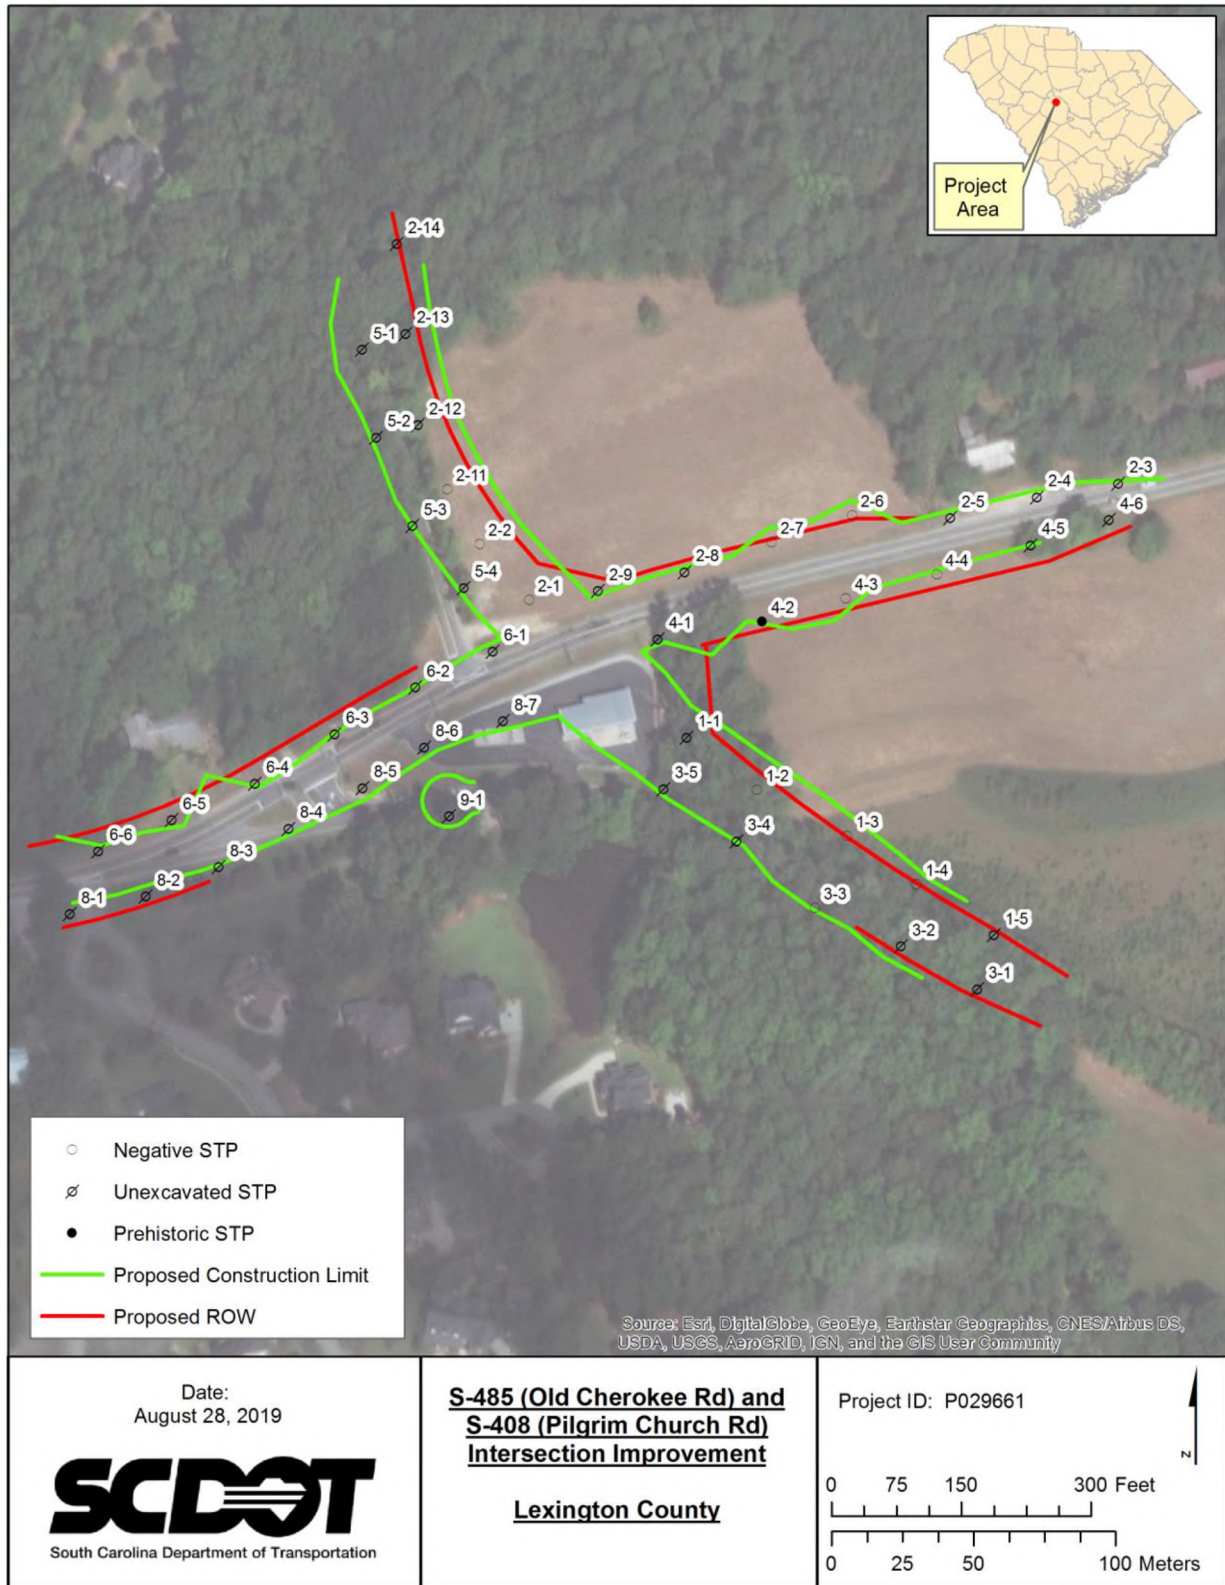 Project
Area
2-14
2-13
5-1
2-12
5-2
2-11
2-3
2-4
2-6
2-5
4-6
5-3
2-2
2-7
4-5
2-8
4-4
5-4
2-9
2-1
4-3
4-2
4-1
6-1
6-2
8-7
6-3
8-6
1-1
6-4
8-5
3-5
1-2
9-1
6-5
8-4
1-3
6-6
8-3
3-4
1-4
8-2
8-1
3-3
1-5
3-2
3-1
Negative STP
Unexcavated STP
Prehistoric STP
Proposed Construction Limit
Proposed ROW
Source: Esri, DigitalGlobe, GeoEye, Earthstar Geographics, CNES/Airbus DS,
USDA, USGS, AeroGRID, IGN, and the GIS User Community
Date:
August 28, 2019
SCDOT
South Carolina Department of Transportation
S-485 (Old Cherokee Rd) and
S-408 (Pilgrim Church Rd)
Intersection Improvement
Lexington County
Project ID: P029661
N
0 75 150 300 Feet
0 25 50 100 Meters